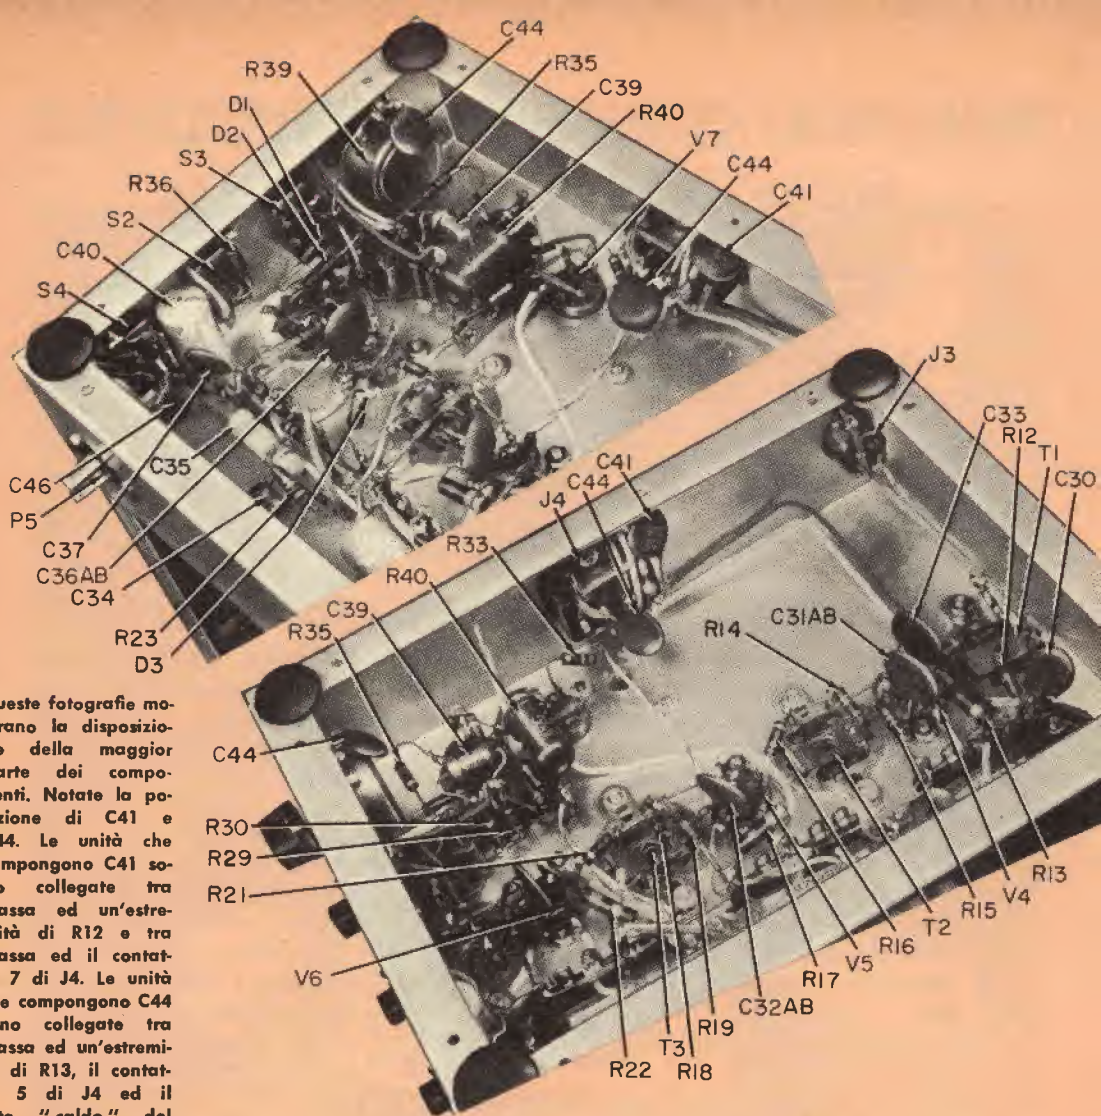 C44
R39
R35
D1
C39
D2
R40
S3
V7
R36
C44
S2
C41
C40
S4
J3
C33
R12
T1
C30
C35
C46
P5
C41
C44
J4
C37
R33
C36AB
R40
C34
C39
C31AB
R35
R14
R23
D3
C44
R30
R29
R21
R13
V4
R15
T2
R16
V6
V5
R17
C32AB
R19
T3
R22
R18
ueste fotografie mo-
rano la disposizio-
della maggior
arte dei compo-
enti. Notate la po-
zione di C41 e
44. Le unità che
mpongono C41 so-
collegate tra
assa ed un'estre-
ità di R12 e tra
assa ed il contat-
7 di J4. Le unità
e compongono C44
no collegate tra
assa ed un'estremi-
di R13, il contat-
5 di J4 ed il
"caldo" del